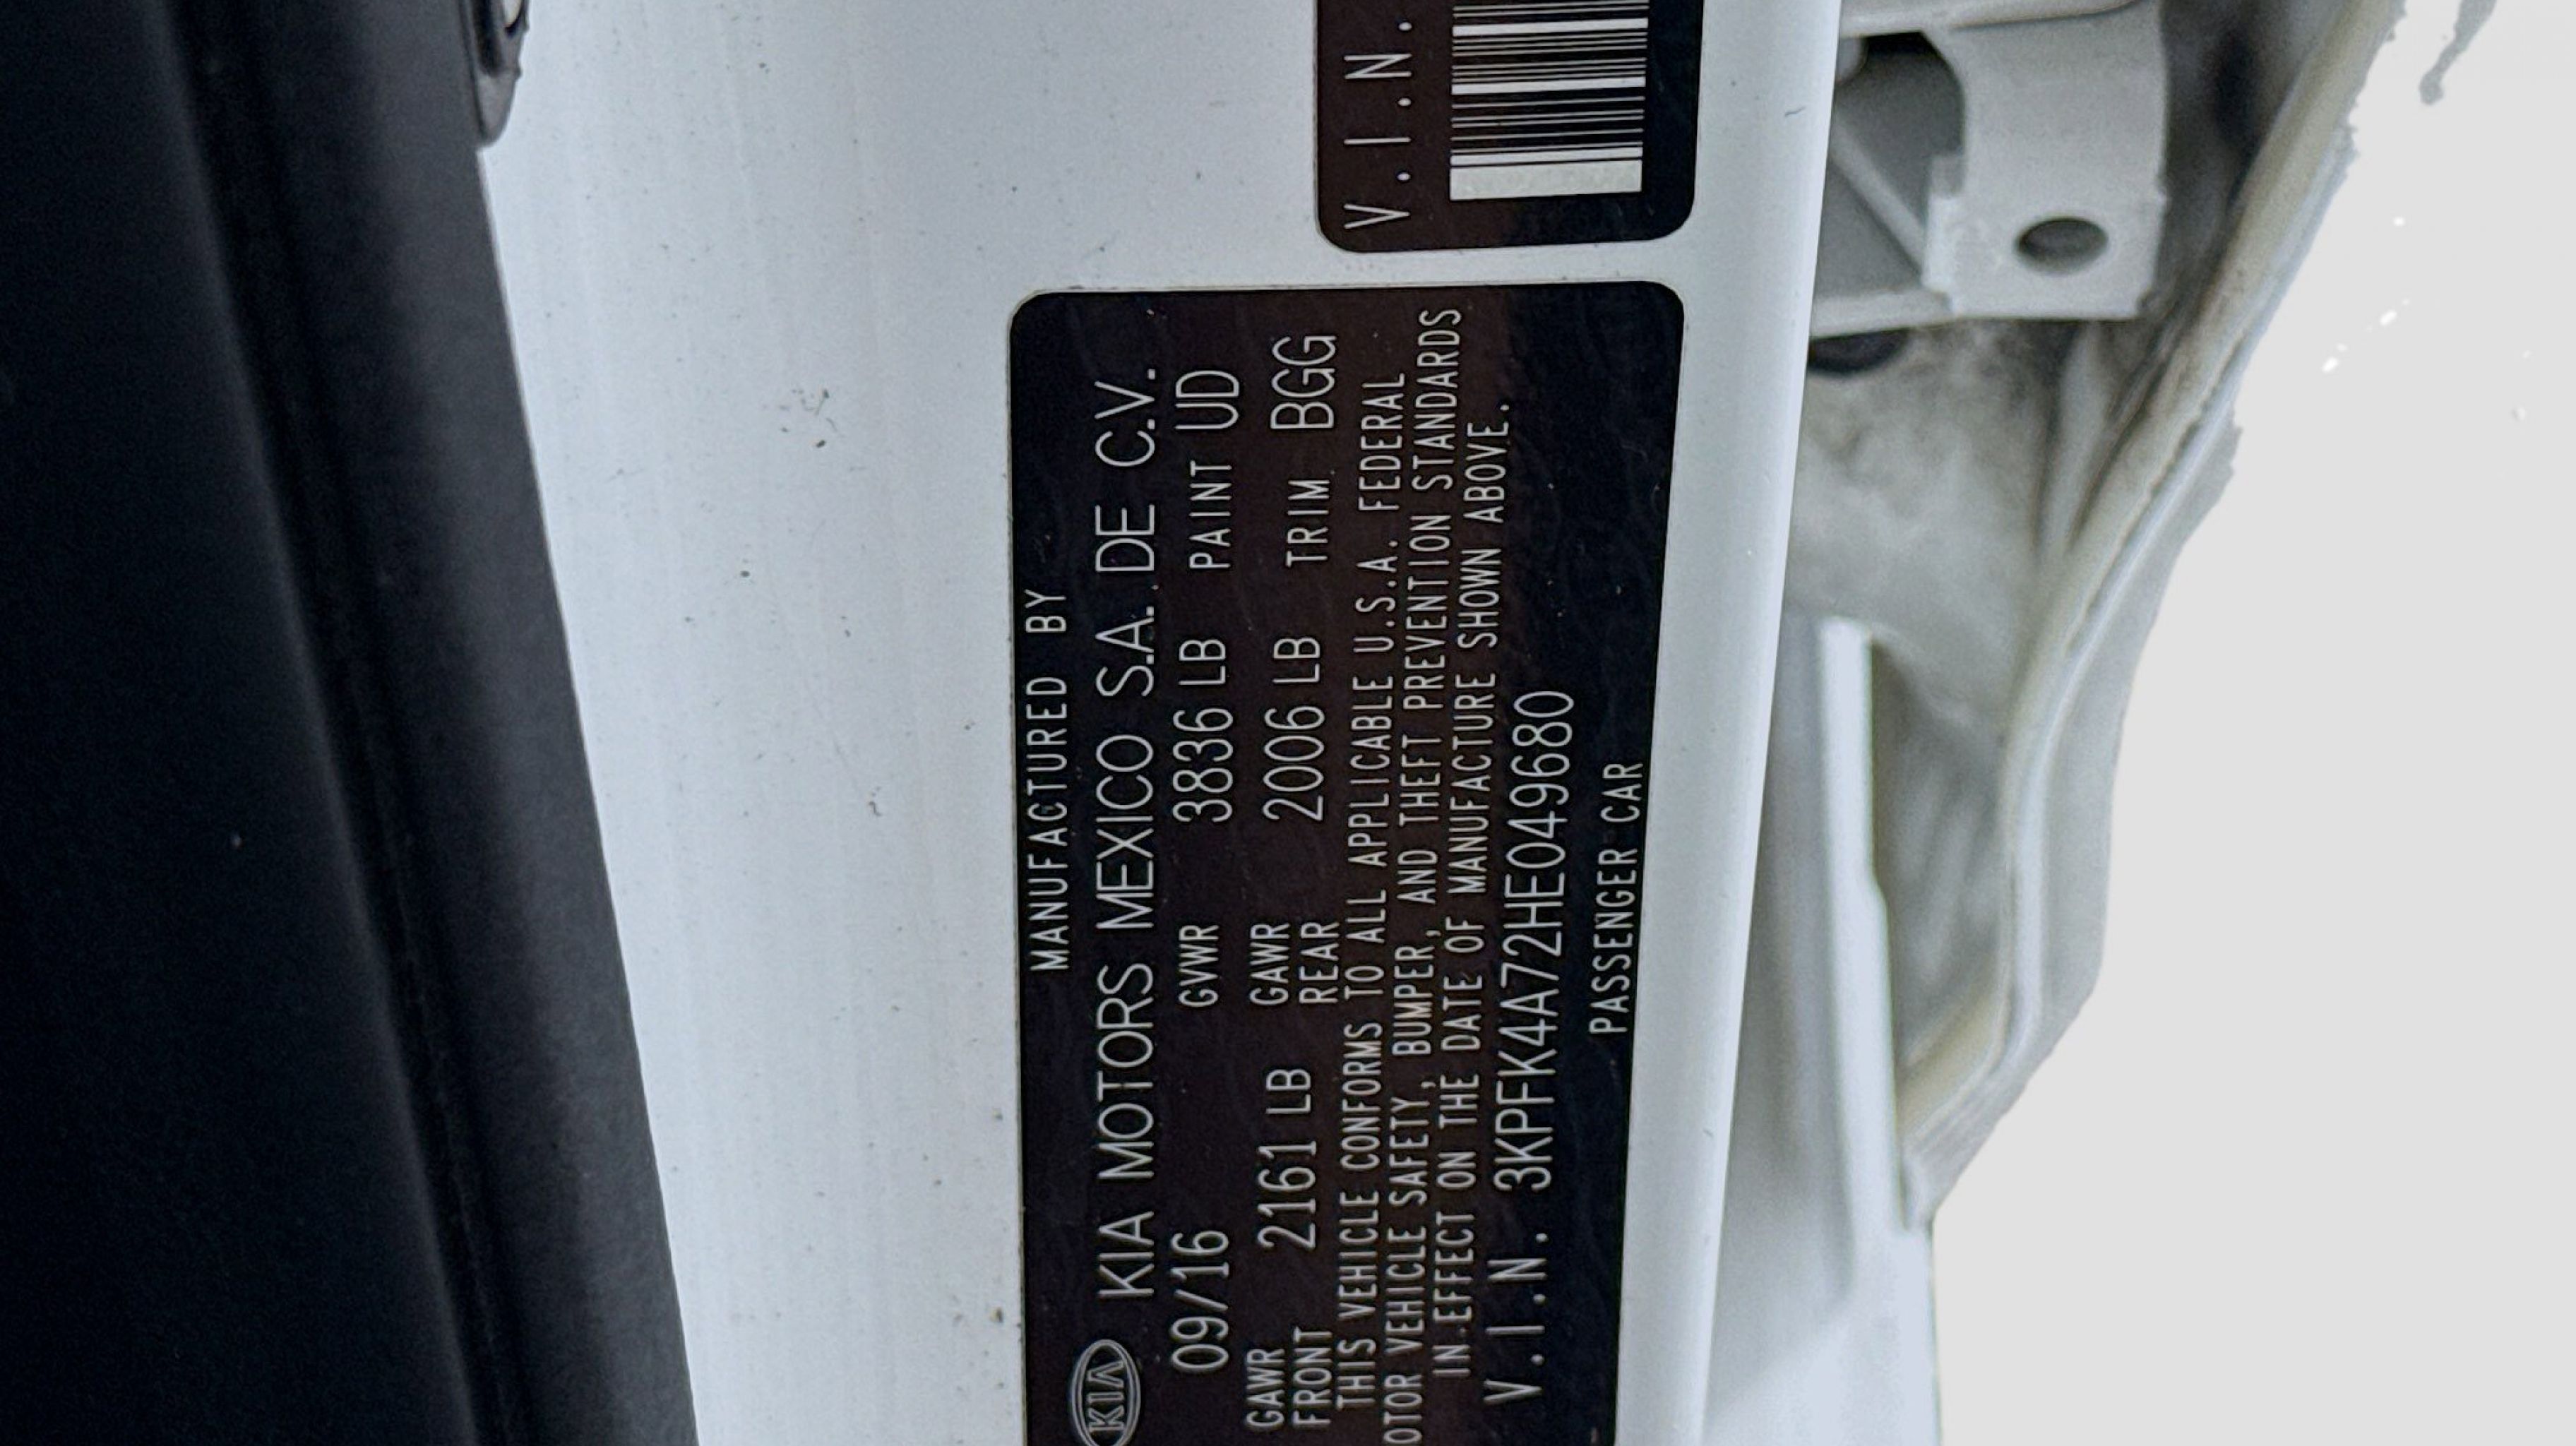 V.I.N.
MANUFACTURED BY
KIA KIA MOTORS MEXICO S.A. DE C.V.
09/16 GVWR 3836 LB PAINT UD
GAWR FRONT 2161 LB GAWR REAR 2006 LB TRIM BGG
THIS VEHICLE CONFORMS TO ALL APPLICABLE U.S.A. FEDERAL
OTOR VEHICLE SAFETY, BUMPER, AND THEFT PREVENTION STANDARDS
IN EFFECT ON THE DATE OF MANUFACTURE SHOWN ABOVE.
V.I.N. 3KPFK4A72HE049680
PASSENGER CAR